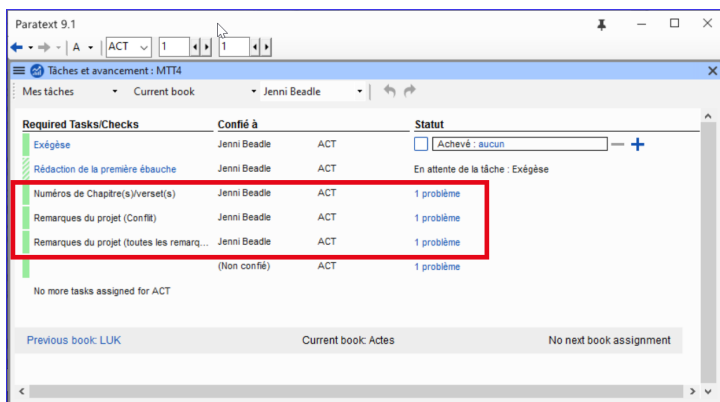 Paratext 9.1
A ACT 1 1
Tâches et avancement : MTT4
Mes tâches Current book Jenni Beadle
Required Tasks/Checks Confié à Statut
Exégèse Jenni Beadle ACT Achevé : aucun
Rédaction de la première ébauche Jenni Beadle ACT En attente de la tâche : Exégèse
Numéros de Chapitre(s)/verset(s) Jenni Beadle ACT 1 problème
Remarques du projet (Conflit) Jenni Beadle ACT 1 problème
Remarques du projet (toutes les remarq... Jenni Beadle ACT 1 problème
(Non confié) ACT 1 problème
No more tasks assigned for ACT
Previous book: LUK Current book: Actes No next book assignment